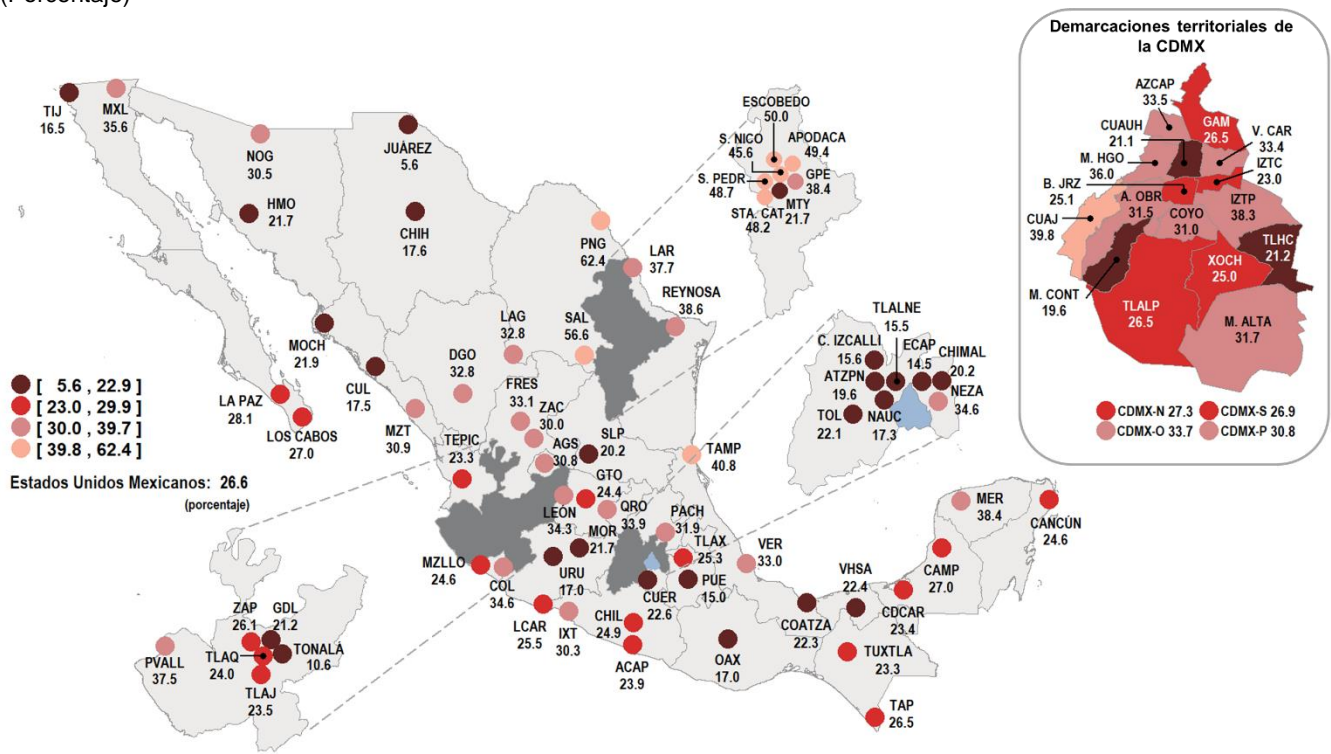 (Porcentaje)
Demarcaciones territoriales de
la CDMX
AZCAP
33.5
GAM
26.5
CUAUH
21.1
V. CAR
33.4
M. HGO
36.0
IZTC
23.0
B. JRZ
25.1
A. OBR
31.5
COYO
31.0
IZTP
38.3
CUAJ
39.8
TLHC
21.2
XOCH
25.0
M. CONT
19.6
TLALP
26.5
M. ALTA
31.7
CDMX-N 27.3
CDMX-S 26.9
CDMX-O 33.7
CDMX-P 30.8
TIJ
16.5
MXL
35.6
NOG
30.5
JUÁREZ
5.6
HMO
21.7
CHIH
17.6
ESCOBEDO
50.0
S. NICO
45.6
APODACA
49.4
S. PEDR
48.7
GPE
38.4
STA. CAT
48.2
MTY
21.7
PNG
62.4
LAR
37.7
REYNOSA
38.6
MOCH
21.9
LAG
32.8
SAL
56.6
DGO
32.8
CUL
17.5
FRES
33.1
ZAC
30.0
LA PAZ
28.1
LOS CABOS
27.0
MZT
30.9
TEPIC
23.3
AGS
30.8
SLP
20.2
TAMP
40.8
TLALNE
15.5
C. IZCALLI
15.6
ECAP
14.5
CHIMAL
20.2
ATZPN
19.6
NEZA
34.6
TOL
22.1
NAUC
17.3
[ 5.6 , 22.9 ]
[ 23.0 , 29.9 ]
[ 30.0 , 39.7 ]
[ 39.8 , 62.4 ]
Estados Unidos Mexicanos: 26.6
(porcentaje)
GTO
24.4
LEÓN
34.3
QRO
33.9
PACH
31.9
MOR
21.7
TLAX
25.3
MZLLO
24.6
COL
34.6
URU
17.0
CUER
22.6
PUE
15.0
VER
33.0
MER
38.4
CANCÚN
24.6
CAMP
27.0
VHSA
22.4
CDCAR
23.4
COATZA
22.3
LCAR
25.5
IXT
30.3
CHIL
24.9
ACAP
23.9
OAX
17.0
TUXTLA
23.3
TAP
26.5
ZAP
26.1
GDL
21.2
TONALÁ
10.6
TLAQ
24.0
PVALL
37.5
TLAJ
23.5